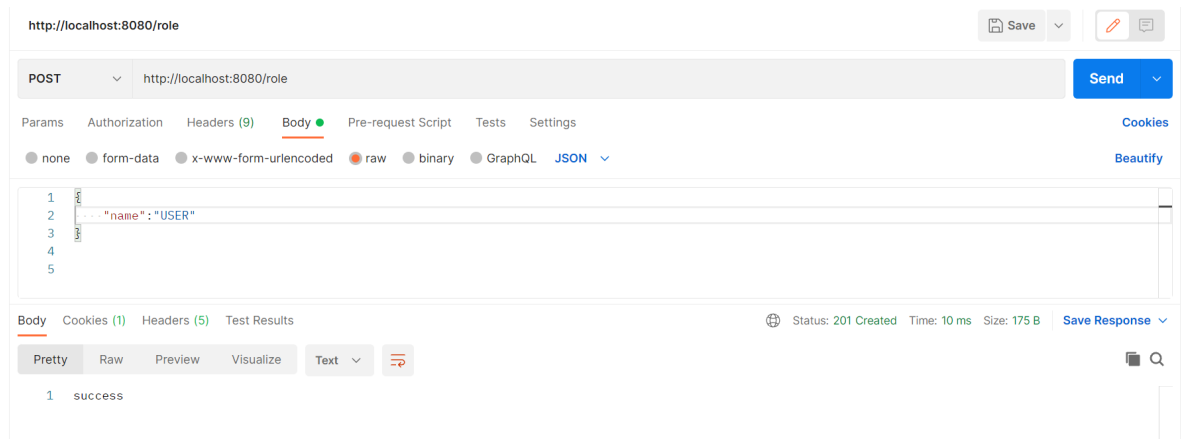 http://localhost:8080/role Save
POST http://localhost:8080/role Send
Params Authorization Headers (9) Body Pre-request Script Tests Settings Cookies
none form-data x-www-form-urlencoded raw binary GraphQL JSON Beautify
1 {
2 ····"name":"USER"
3 }
4
5
Body Cookies (1) Headers (5) Test Results Status: 201 Created Time: 10 ms Size: 175 B Save Response
Pretty Raw Preview Visualize Text
1 success